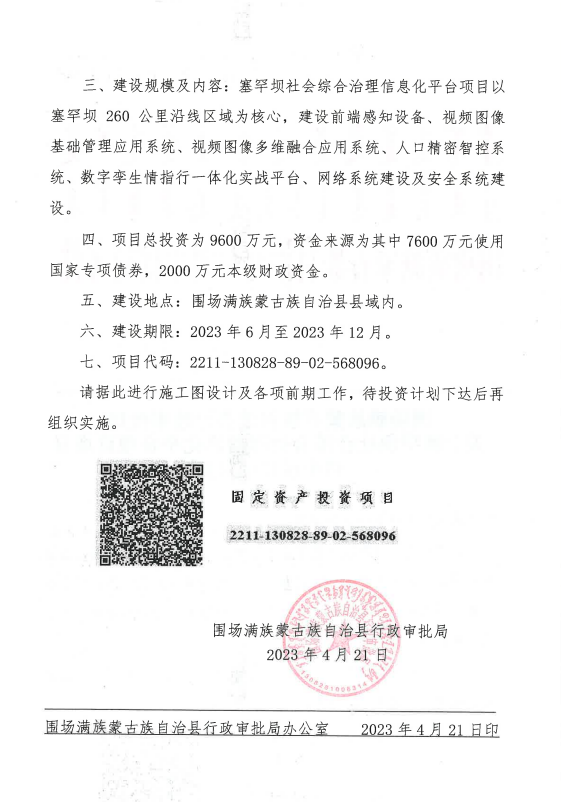 三、建设规模及内容：塞罕坝社会综合治理信息化平台项目以
塞罕坝 260 公里沿线区域为核心，建设前端感知设备、视频图像
基础管理应用系统、视频图像多维融合应用系统、人口精密智控系
统、数字孪生情指行一体化实战平台、网络系统建设及安全系统建
设。
四、项目总投资为 9600 万元，资金来源为其中 7600 万元使用
国家专项债券，2000 万元本级财政资金。
五、建设地点：围场满族蒙古族自治县县域内。
六、建设期限：2023 年 6 月至 2023 年 12 月。
七、项目代码：2211-130828-89-02-568096。
请据此进行施工图设计及各项前期工作，待投资计划下达后再
组织实施。
固定资产投资项目
2211-130828-89-02-568096
围场满族蒙古族自治县行政审批局
2023 年 4 月 21 日
围场满族蒙古族自治县行政审批局办公室 2023 年 4 月 21 日印